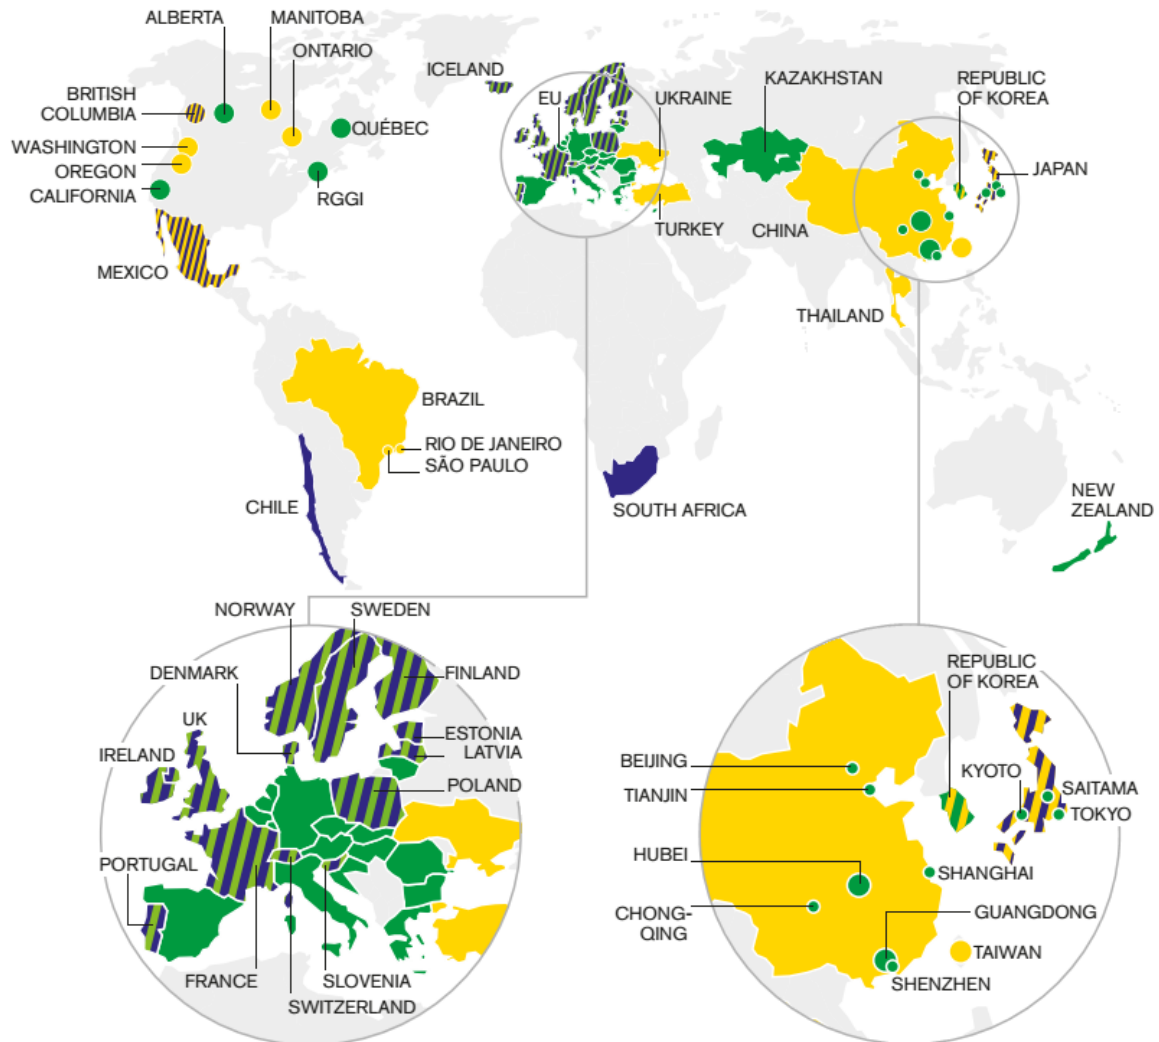 ALBERTA
MANITOBA
ONTARIO
BRITISH
COLUMBIA
QUÉBEC
WASHINGTON
OREGON
CALIFORNIA
RGGI
MEXICO
ICELAND
EU
UKRAINE
KAZAKHSTAN
REPUBLIC
OF KOREA
JAPAN
TURKEY
CHINA
THAILAND
BRAZIL
RIO DE JANEIRO
SÃO PAULO
CHILE
SOUTH AFRICA
NEW
ZEALAND
NORWAY
SWEDEN
DENMARK
FINLAND
UK
IRELAND
ESTONIA
LATVIA
POLAND
PORTUGAL
FRANCE
SLOVENIA
SWITZERLAND
REPUBLIC
OF KOREA
BEIJING
TIANJIN
KYOTO
SAITAMA
TOKYO
HUBEI
SHANGHAI
CHONG-
QING
GUANGDONG
TAIWAN
SHENZHEN